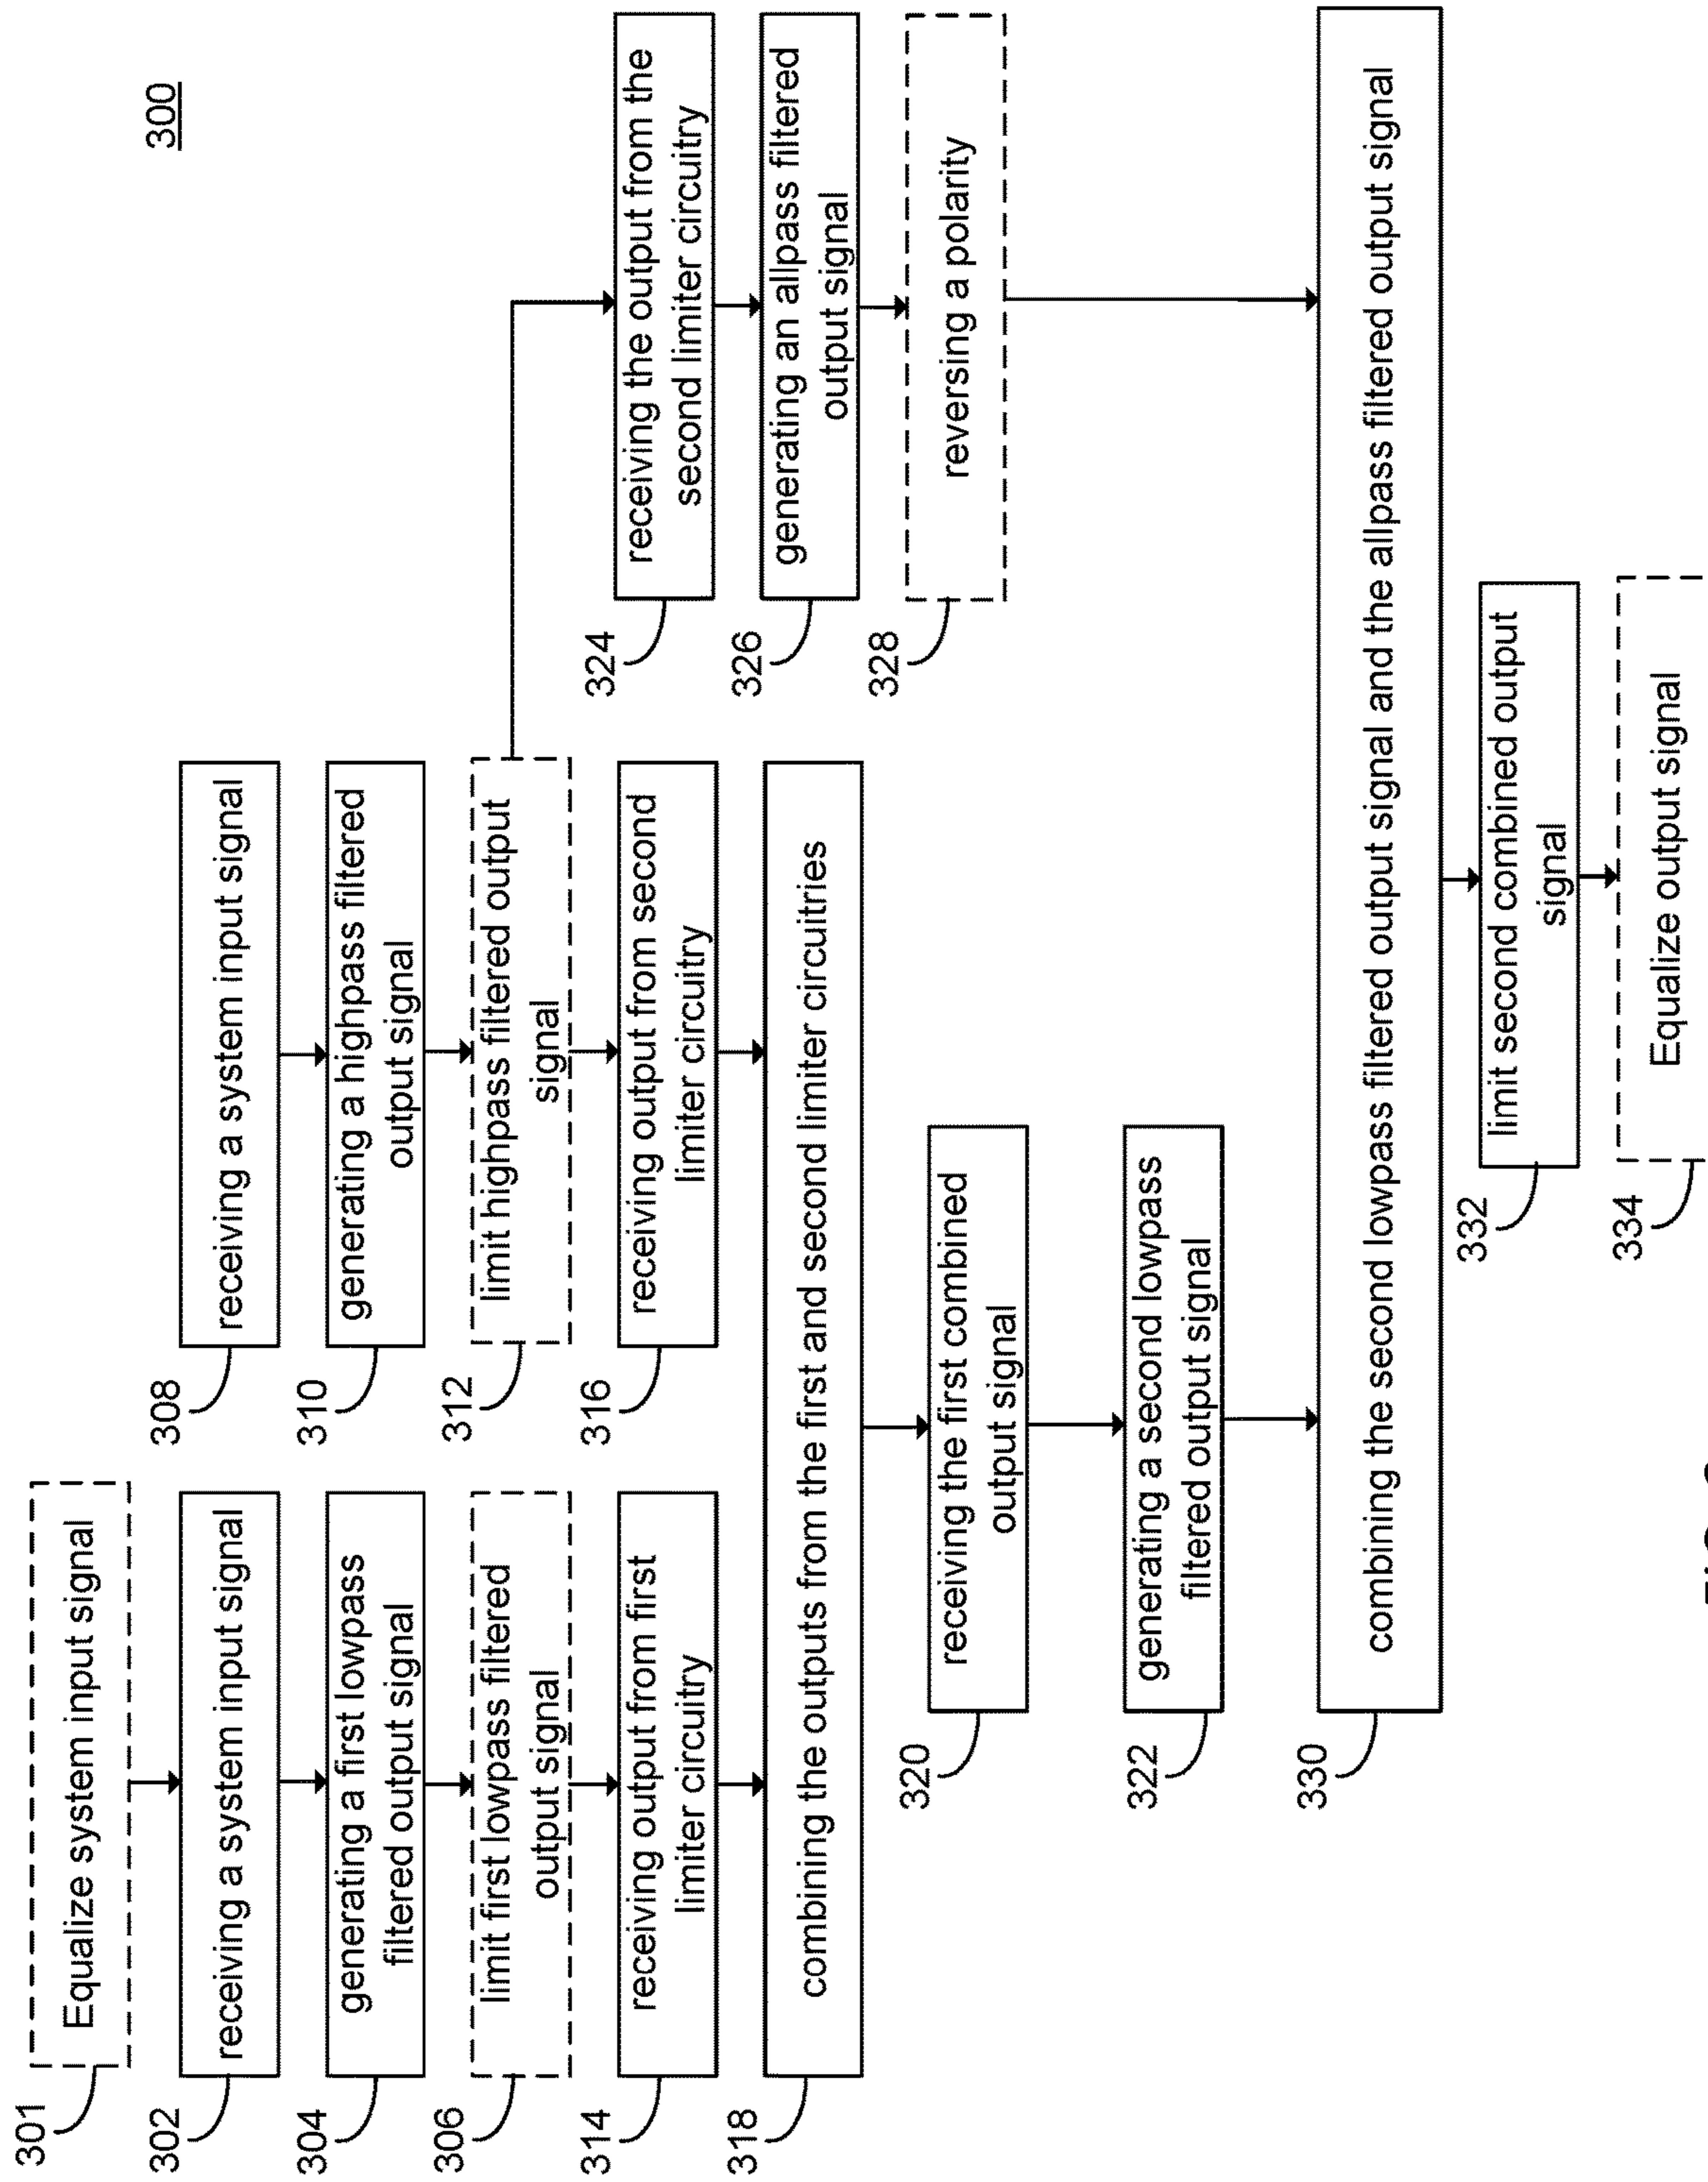 300
301
Equalize system input signal
302
receiving a system input signal
304
generating a first lowpass
filtered output signal
306
limit first lowpass filtered
output signal
314
receiving output from first
limiter circuitry
308
receiving a system input signal
310
generating a highpass filtered
output signal
312
limit highpass filtered output
signal
316
receiving output from second
limiter circuitry
318
combining the outputs from the first and second limiter circuitries
320
receiving the first combined
output signal
322
generating a second lowpass
filtered output signal
324
receiving the output from the
second limiter circuitry
326
generating an allpass filtered
output signal
328
reversing a polarity
330
combining the second lowpass filtered output signal and the allpass filtered output signal
332
limit second combined output
signal
334
Equalize output signal